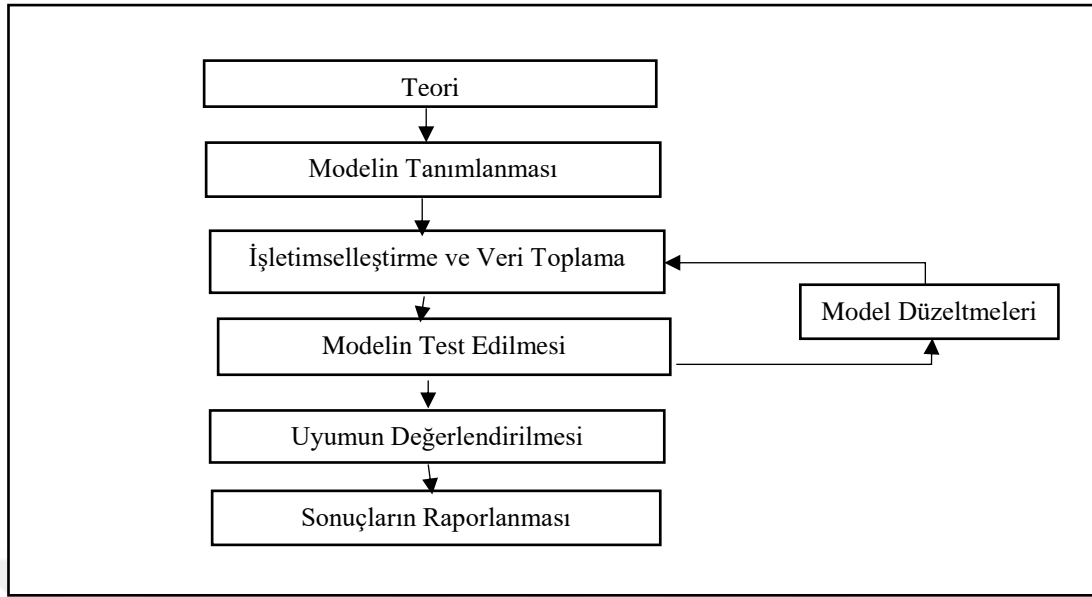 Teori
Modelin Tanımlanması
İşletimselleştirme ve Veri Toplama
Model Düzeltmeleri
Modelin Test Edilmesi
Uyumun Değerlendirilmesi
Sonuçların Raporlanması